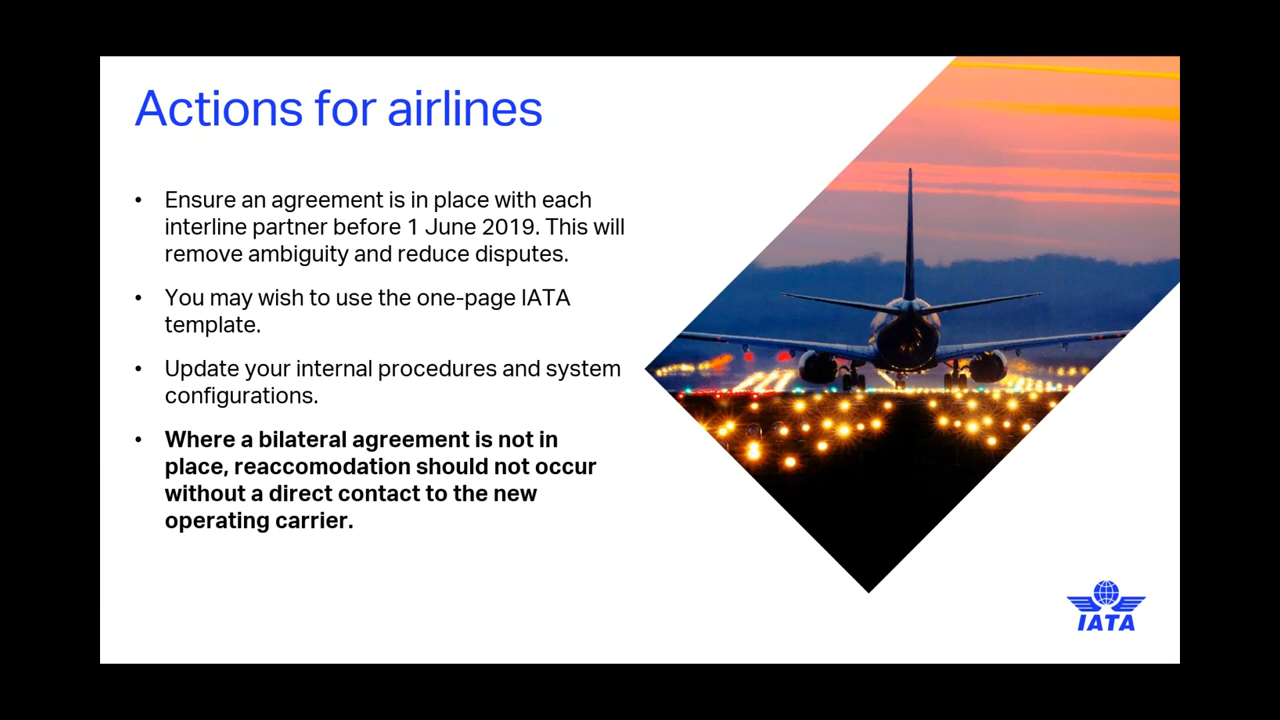 Actions for airlines
• Ensure an agreement is in place with each
interline partner before 1 June 2019. This will
remove ambiguity and reduce disputes.
• You may wish to use the one-page IATA
template.
• Update your internal procedures and system
configurations.
• Where a bilateral agreement is not in
place, reaccomodation should not occur
without a direct contact to the new
operating carrier.
IATA